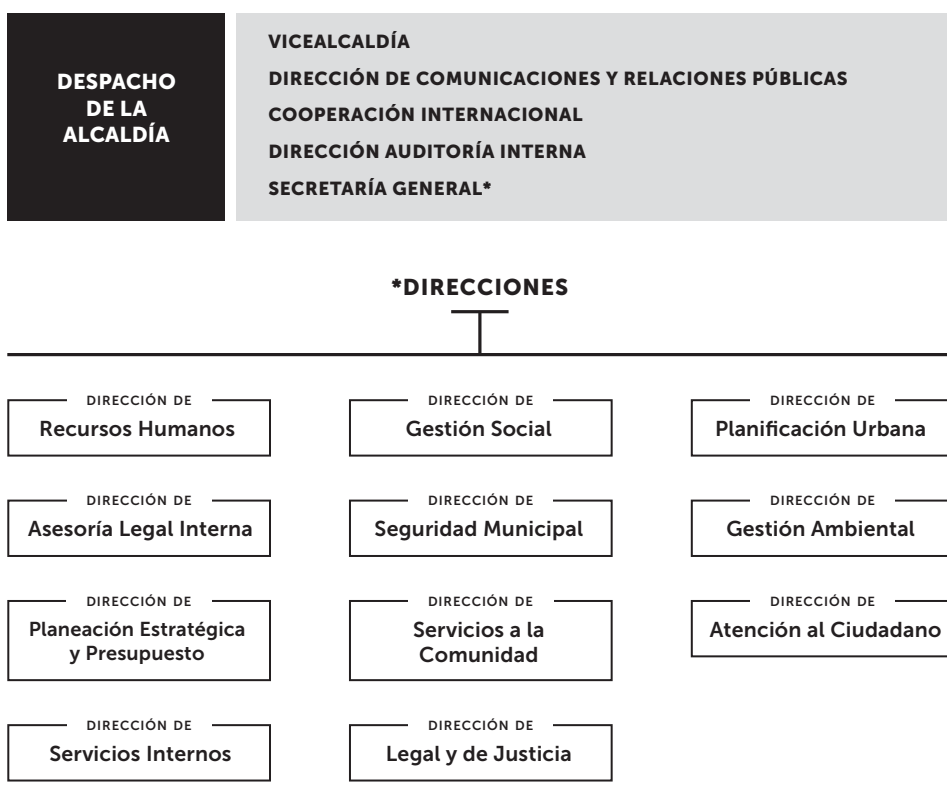 DESPACHO
DE LA
ALCALDÍA
VICEALCALDÍA
DIRECCIÓN DE COMUNICACIONES Y RELACIONES PÚBLICAS
COOPERACIÓN INTERNACIONAL
DIRECCIÓN AUDITORÍA INTERNA
SECRETARÍA GENERAL*
*DIRECCIONES
DIRECCIÓN DE
Recursos Humanos
DIRECCIÓN DE
Gestión Social
DIRECCIÓN DE
Planificación Urbana
DIRECCIÓN DE
Asesoría Legal Interna
DIRECCIÓN DE
Seguridad Municipal
DIRECCIÓN DE
Gestión Ambiental
DIRECCIÓN DE
Planeación Estratégica
y Presupuesto
DIRECCIÓN DE
Servicios a la
Comunidad
DIRECCIÓN DE
Atención al Ciudadano
DIRECCIÓN DE
Servicios Internos
DIRECCIÓN DE
Legal y de Justicia